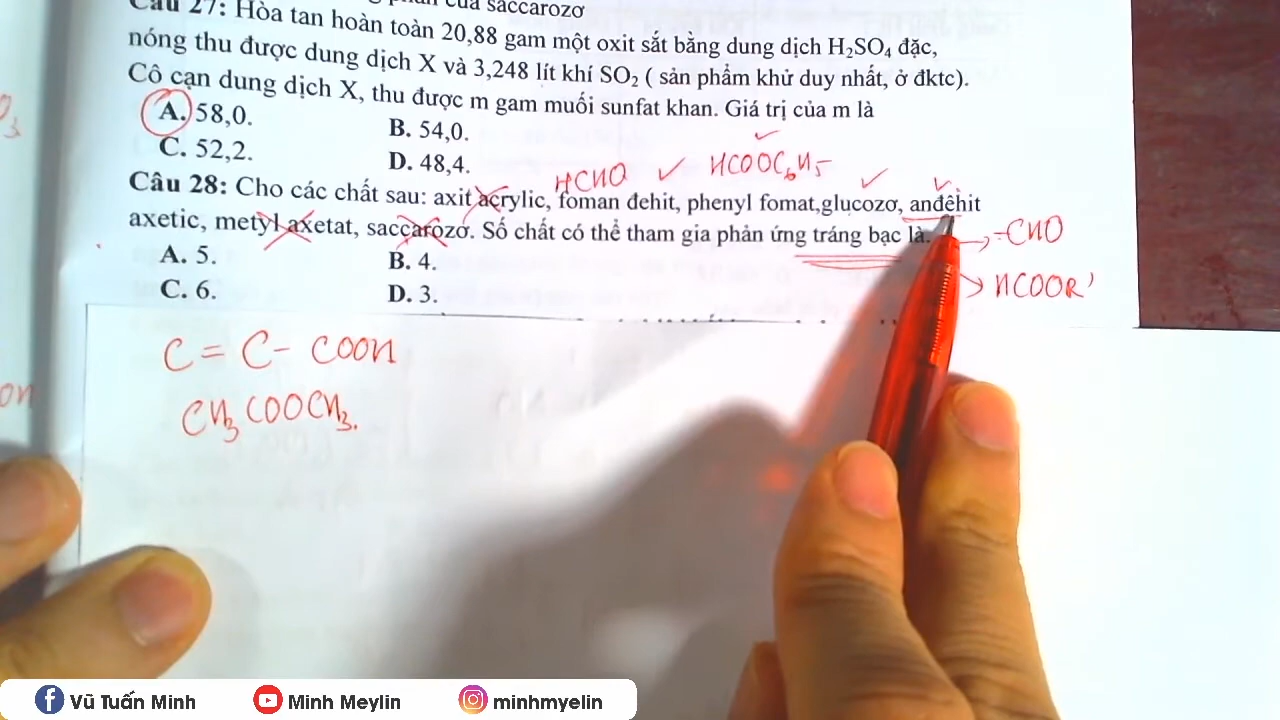 của saccarozơ
Câu 27: Hòa tan hoàn toàn 20,88 gam một oxit sắt bằng dung dịch H₂SO₄ đặc,
nóng thu được dung dịch X và 3,248 lít khí SO₂ ( sản phẩm khử duy nhất, ở đktc).
Cô cạn dung dịch X, thu được m gam muối sunfat khan. Giá trị của m là
A. 58,0.
B. 54,0.
C. 52,2.
D. 48,4.
HCHO ✓ HCOOC₆H₅
Câu 28: Cho các chất sau: axit acrylic, foman đehit, phenyl fomat,glucozơ, anđêhit
axetic, metyl axetat, saccarozơ. Số chất có thể tham gia phản ứng tráng bạc là.
-CHO
HCOOR'
A. 5.
B. 4.
C. 6.
D. 3.
C = C - COOH
CH₃COOCH₃.
Vũ Tuấn Minh
Minh Meylin
minhmyelin